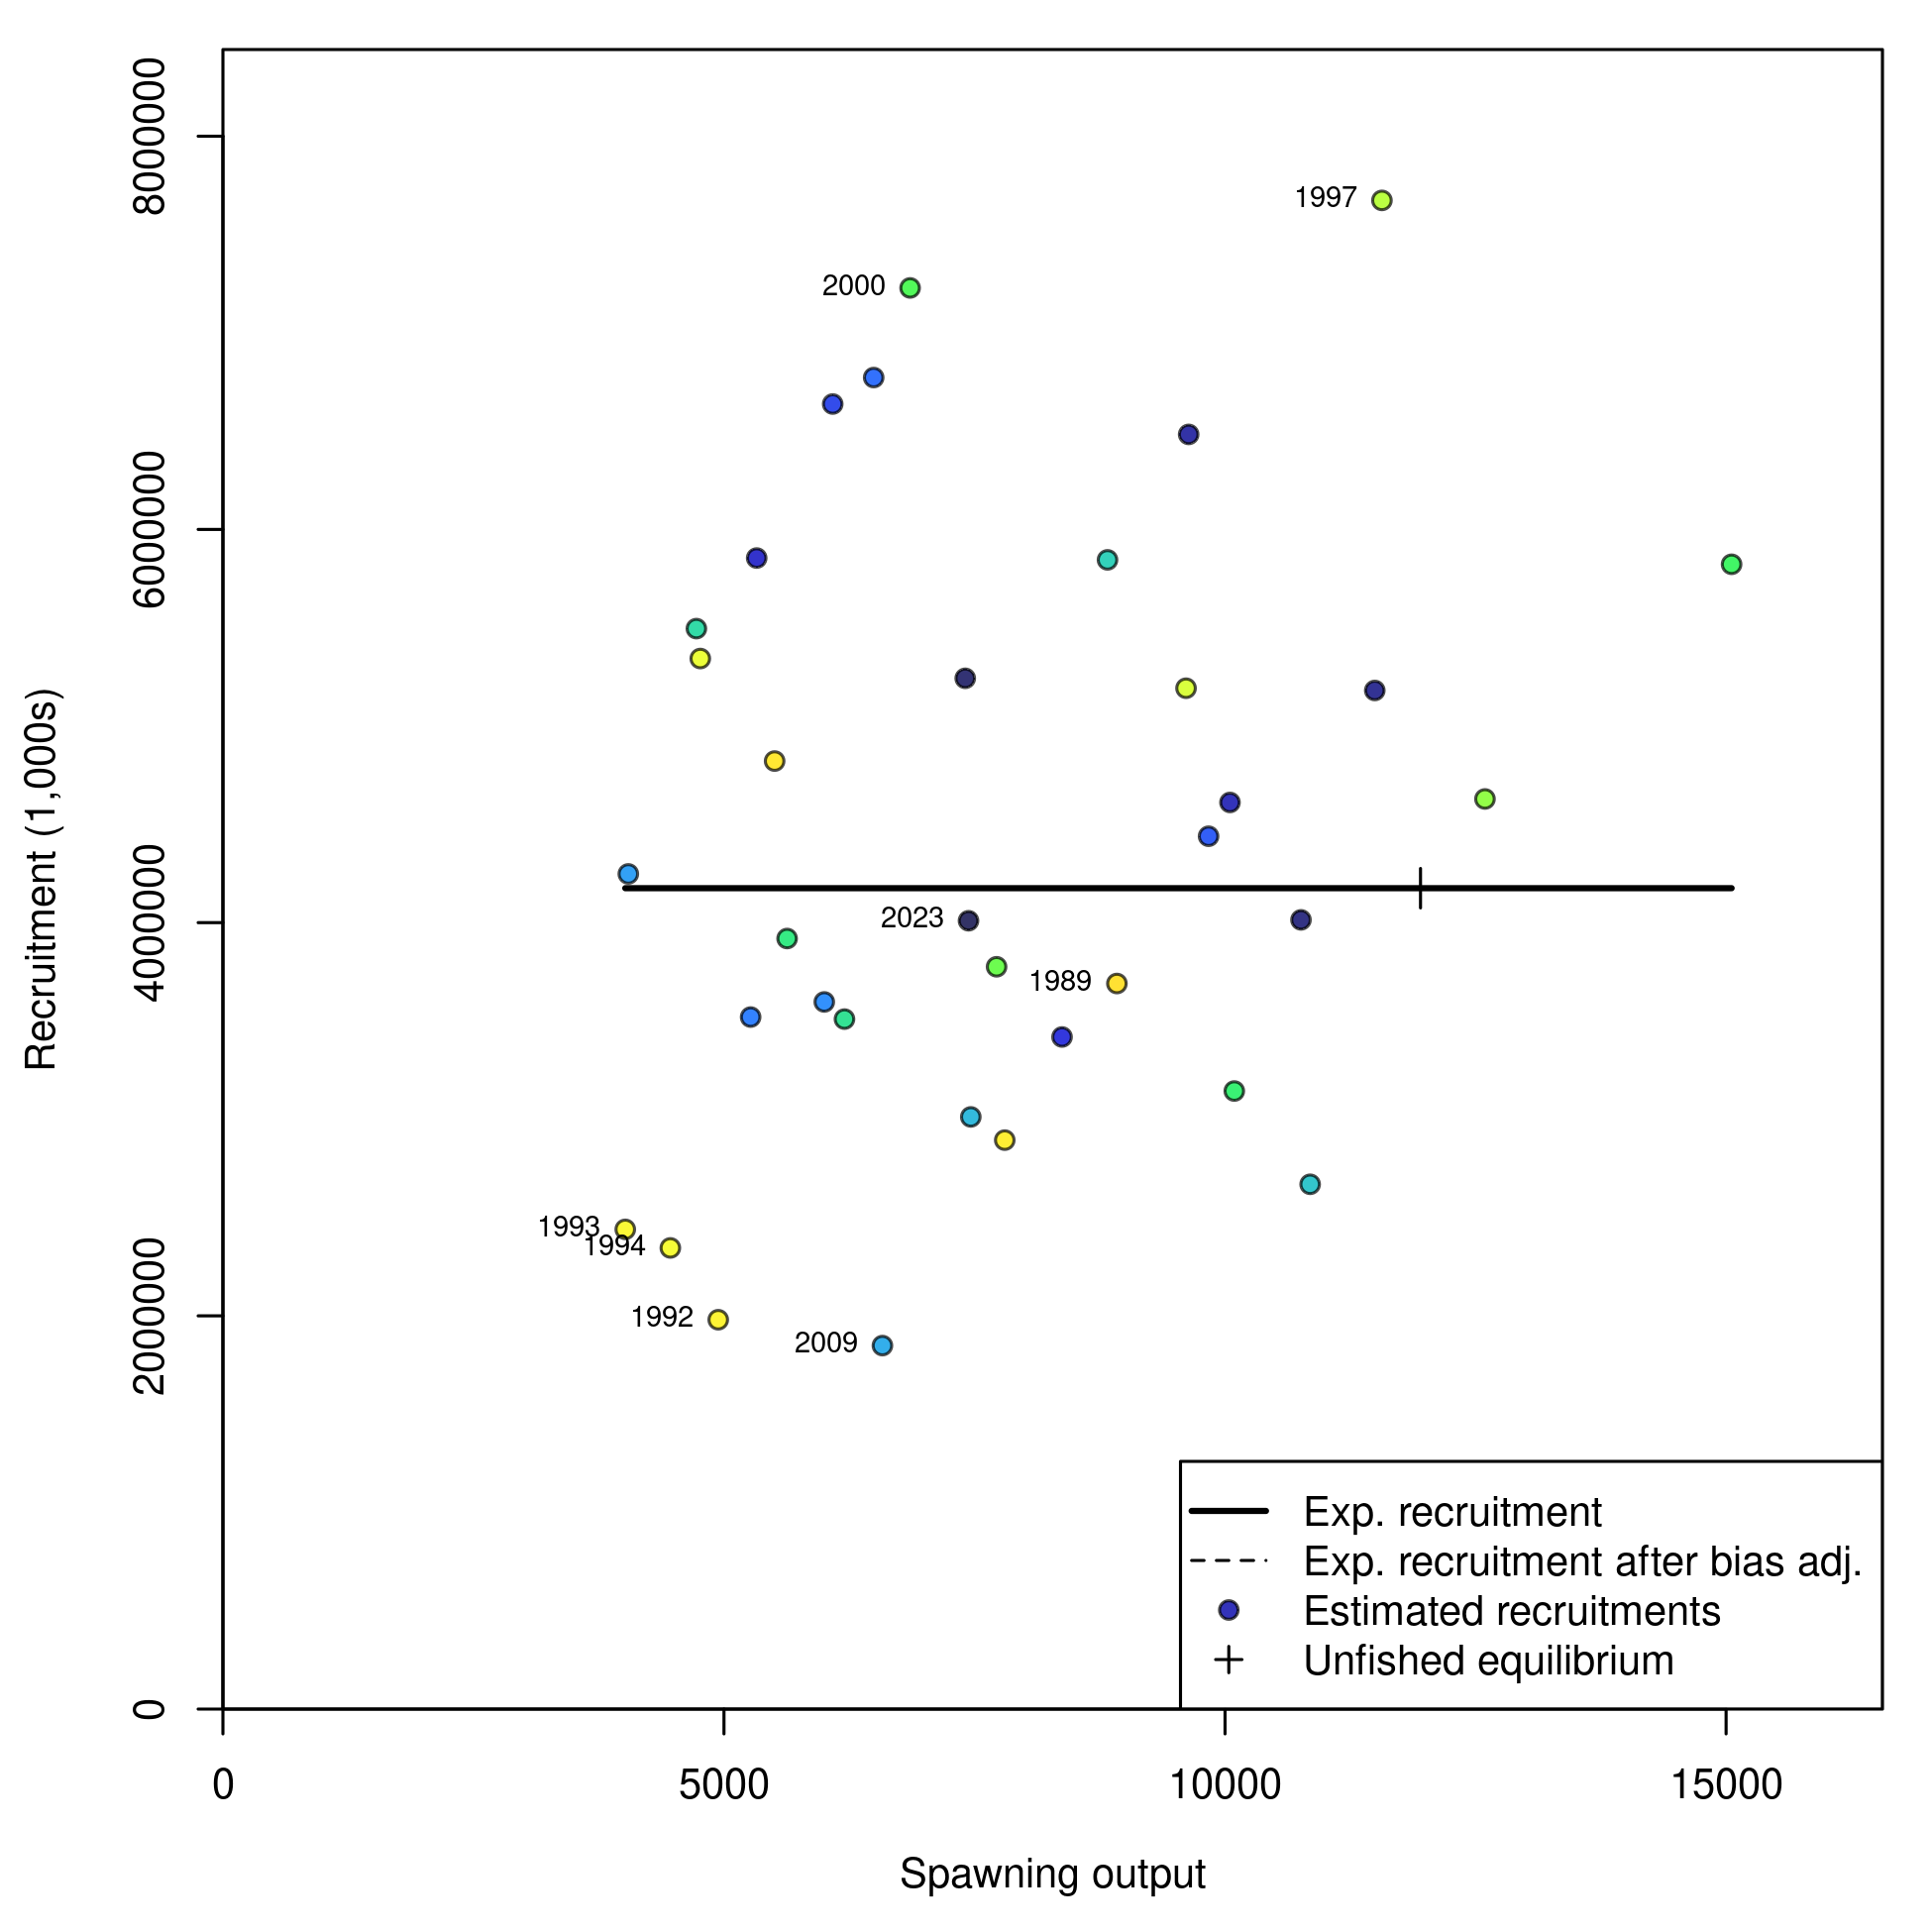 8000000
6000000
4000000
2000000
0
Recruitment (1,000s)
1997
2000
2023
1989
1993
1994
1992
2009
Exp. recruitment
Exp. recruitment after bias adj.
Estimated recruitments
Unfished equilibrium
0 5000 10000 15000
Spawning output